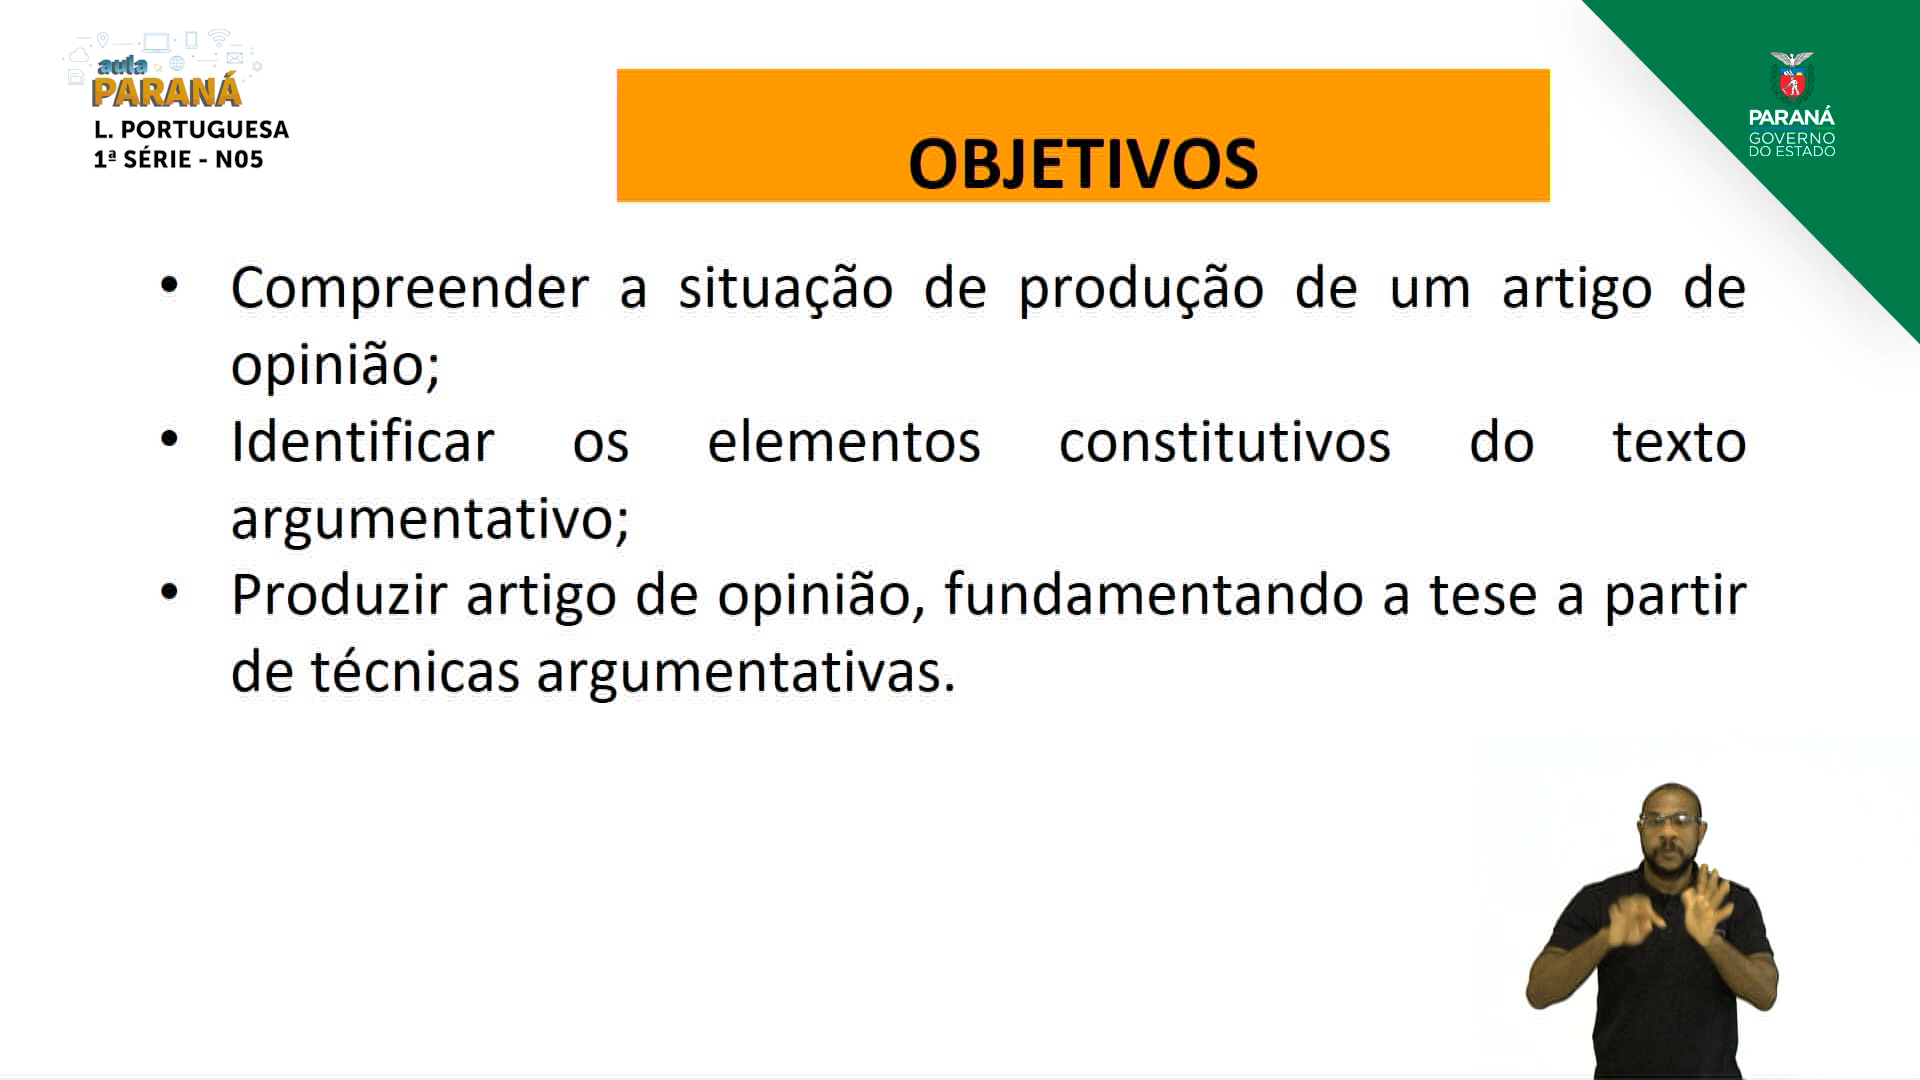 aula
PARANÁ
L. PORTUGUESA
1ª SÉRIE - N05
OBJETIVOS
PARANÁ
GOVERNO
DO ESTADO
• Compreender a situação de produção de um artigo de
opinião;
• Identificar os elementos constitutivos do texto
argumentativo;
• Produzir artigo de opinião, fundamentando a tese a partir
de técnicas argumentativas.